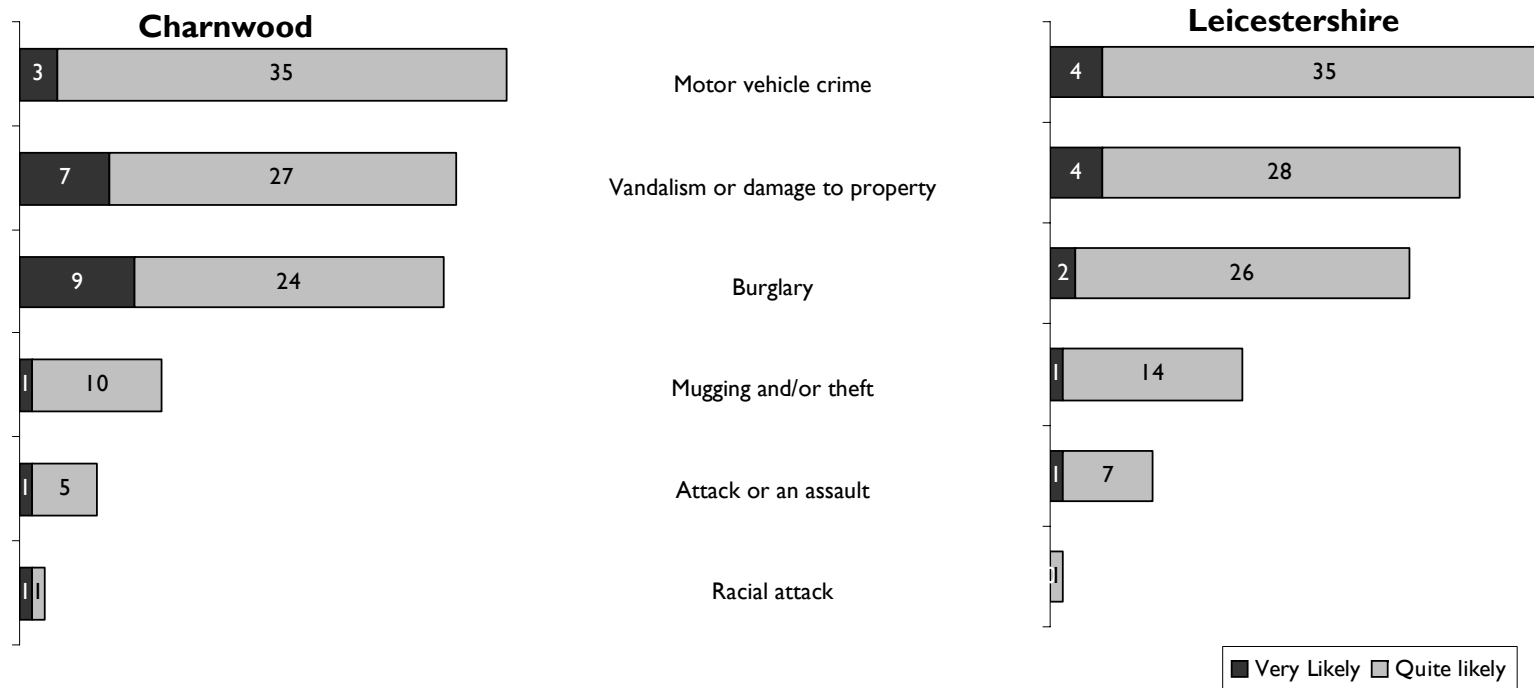 Charnwood
Leicestershire
3 35 Motor vehicle crime 4 35
7 27 Vandalism or damage to property 4 28
9 24 Burglary 2 26
1 10 Mugging and/or theft 1 14
1 5 Attack or an assault 1 7
1 1 Racial attack 0 1
Very Likely Quite likely